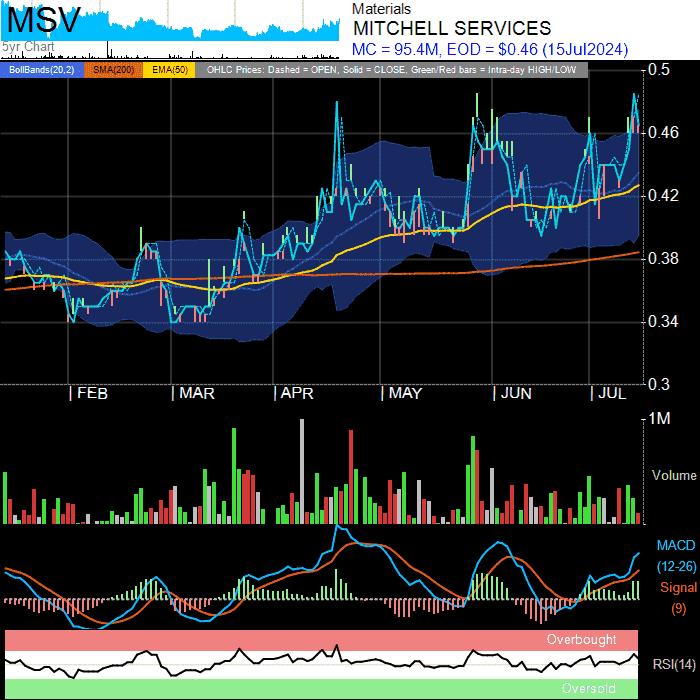 MSV
5yr Chart
Materials
MITCHELL SERVICES
MC = 95.4M, EOD = $0.46 (15Jul2024)
BollBands(20,2) SMA(200) EMA(50) OHLC Prices: Dashed = OPEN, Solid = CLOSE, Green/Red bars = Intra-day HIGH/LOW
0.5
0.46
0.42
0.38
0.34
0.3
| FEB | MAR | APR | MAY | JUN | JUL
1M
Volume
MACD
(12-26)
Signal
(9)
Overbought
RSI(14)
Oversold